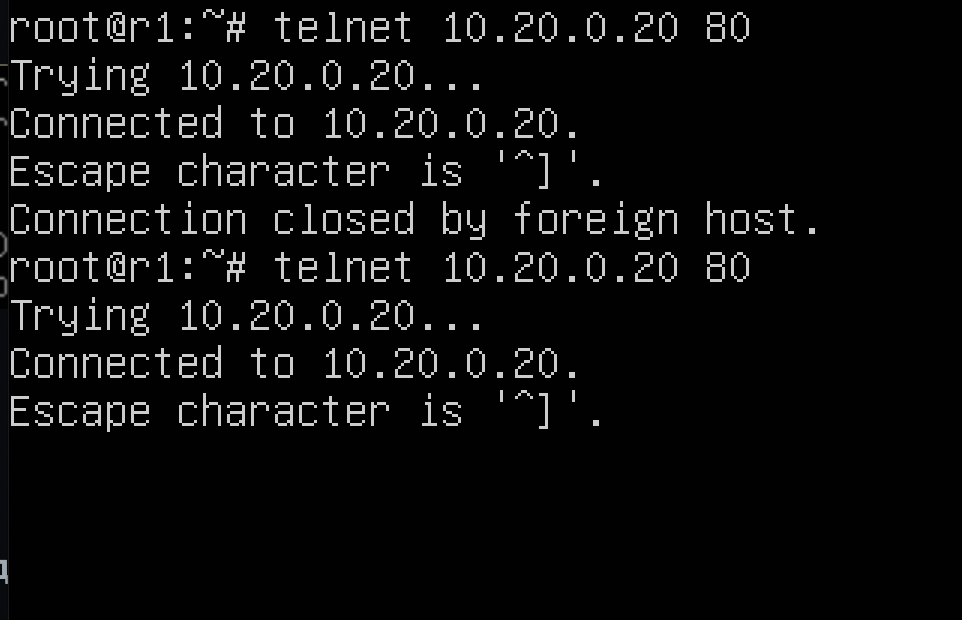 root@r1:~# telnet 10.20.0.20 80
Trying 10.20.0.20...
Connected to 10.20.0.20.
Escape character is '^]'.
Connection closed by foreign host.
root@r1:~# telnet 10.20.0.20 80
Trying 10.20.0.20...
Connected to 10.20.0.20.
Escape character is '^]'.